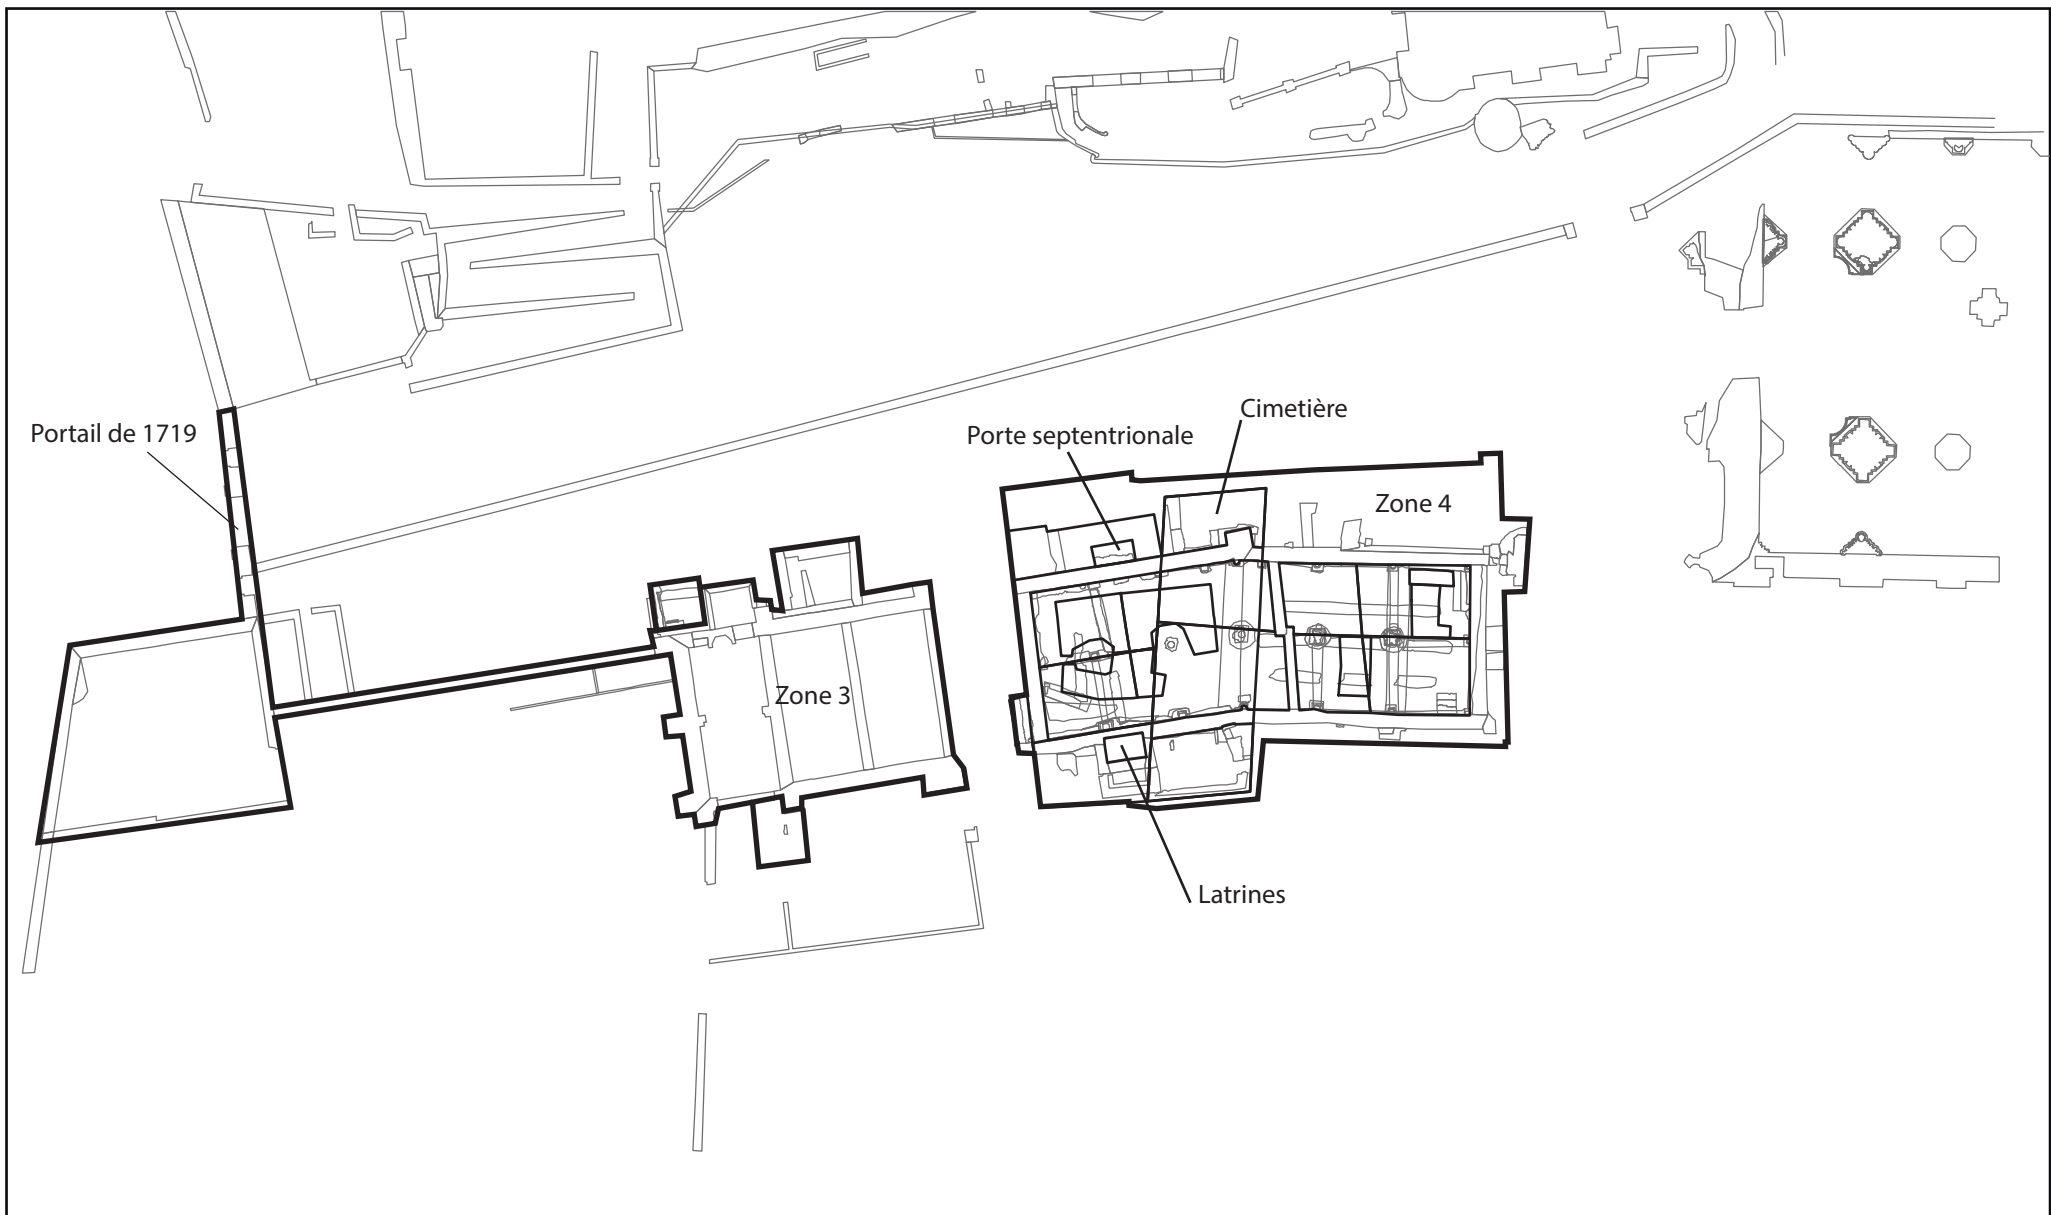 Cimetière
Portail de 1719
Porte septentrionale
Zone 4
Zone 3
Latrines